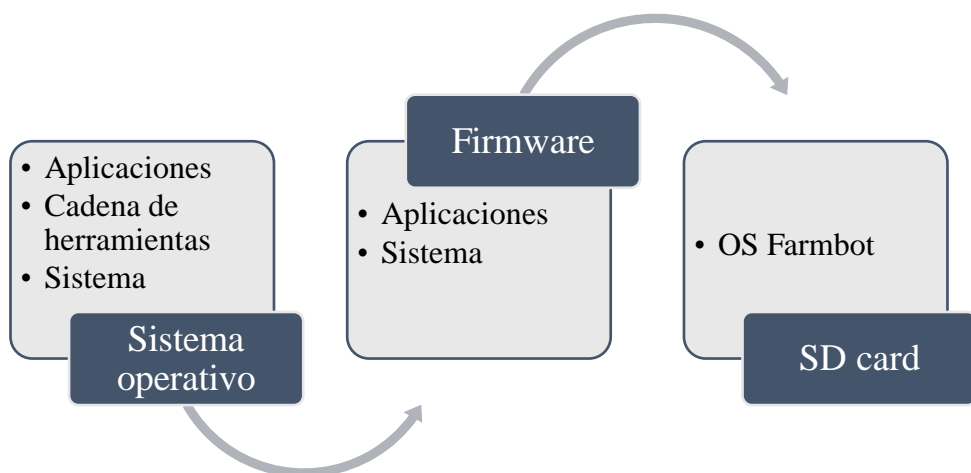 • Aplicaciones
• Cadena de
herramientas
• Sistema
Sistema
operativo
Firmware
• Aplicaciones
• Sistema
• OS Farmbot
SD card